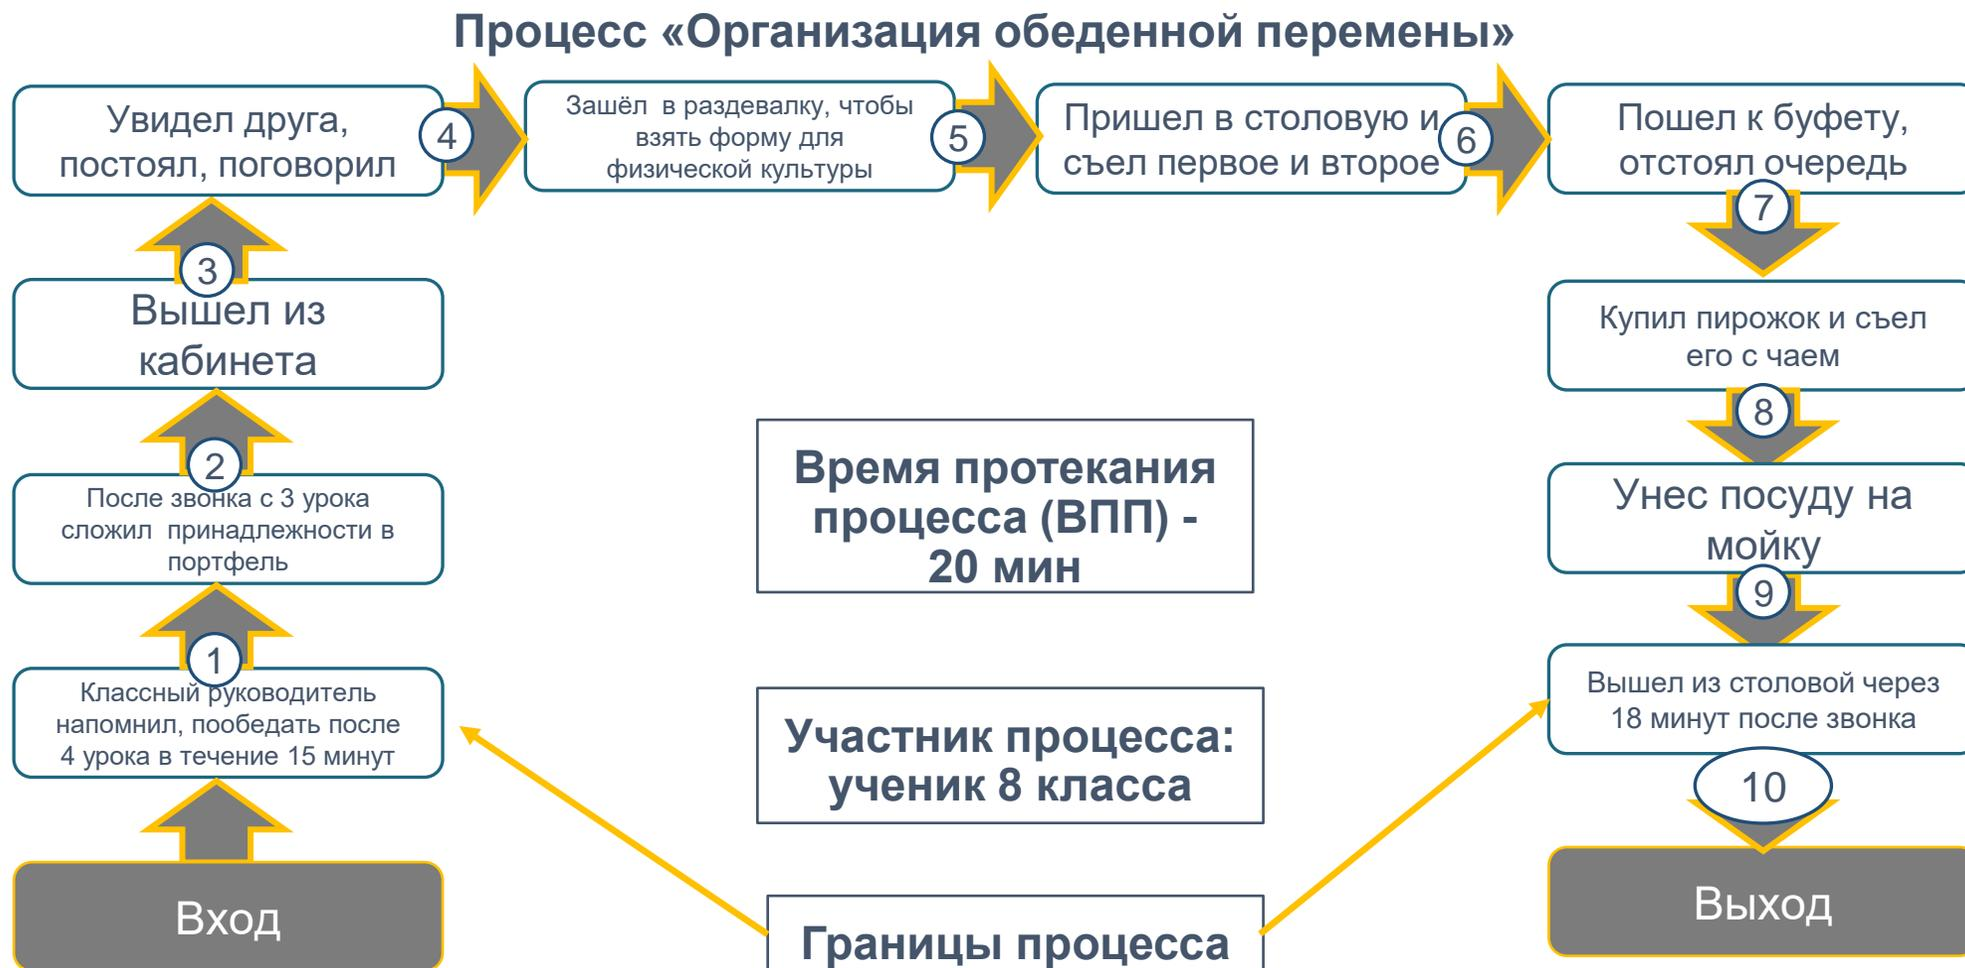 Процесс «Организация обеденной перемены»
Увидел друга,
постоял, поговорил
4
Зашёл в раздевалку, чтобы
взять форму для
физической культуры
5
Пришел в столовую и
съел первое и второе
6
Пошел к буфету,
отстоял очередь
7
3
Вышел из
кабинета
Купил пирожок и съел
его с чаем
8
2
После звонка с 3 урока
сложил принадлежности в
портфель
Время протекания
процесса (ВПП) -
20 мин
Унес посуду на
мойку
9
1
Классный руководитель
напомнил, пообедать после
4 урока в течение 15 минут
Участник процесса:
ученик 8 класса
Вышел из столовой через
18 минут после звонка
10
Вход
Границы процесса
Выход